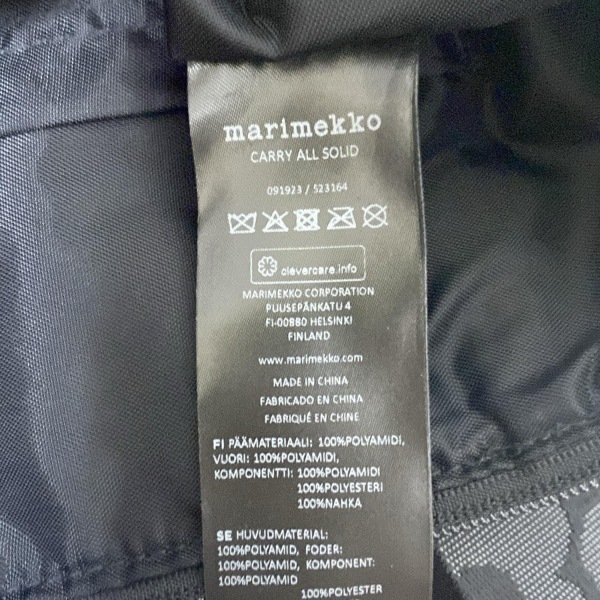 marimekko
CARRY ALL SOLID
091923 / 523164
clevercare.info
MARIMEKKO CORPORATION
PUUSEPÄNKATU 4
FI-00880 HELSINKI
FINLAND
www.marimekko.com
MADE IN CHINA
FABRICADO EN CHINA
FABRIQUÉ EN CHINE
FI PÄÄMATERIAALI: 100%POLYAMIDI,
VUORI: 100%POLYAMIDI,
KOMPONENTTI: 100%POLYAMIDI
100%POLYESTERI
100%NAHKA
SE HUVUDMATERIAL:
100%POLYAMID, FODER:
100%POLYAMID, KOMPONENT:
100%POLYAMID
100%POLYESTER